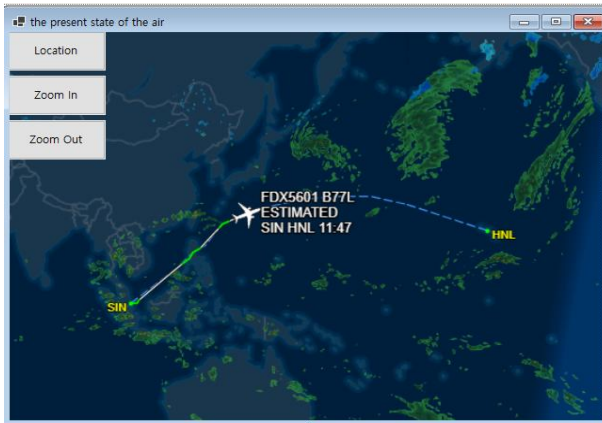 the present state of the air
Location
Zoom In
Zoom Out
FDX5601 B77L
ESTIMATED
SIN HNL 11:47
HNL
SIN